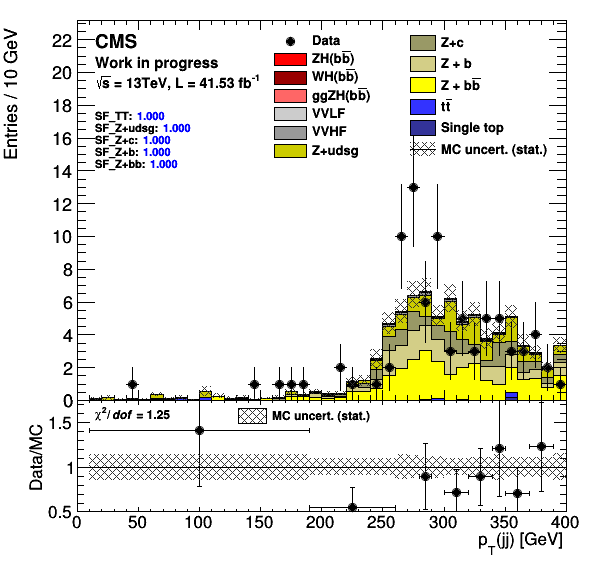 CMS
Work in progress
√s = 13TeV, L = 41.53 fb⁻¹
SF_TT: 1.000
SF_Z+udsg: 1.000
SF_Z+c: 1.000
SF_Z+b: 1.000
SF_Z+bb: 1.000
Data
ZH(bb̅)
WH(bb̅)
ggZH(bb̅)
VVLF
VVHF
Z+udsg
Z+c
Z + b
Z + bb̅
tt̅
Single top
MC uncert. (stat.)
Entries / 10 GeV
22
20
18
16
14
12
10
8
6
4
2
0
χ²/dof = 1.25
MC uncert. (stat.)
Data/MC
1.5
1
0.5
0 50 100 150 200 250 300 350 400
p_T(jj) [GeV]